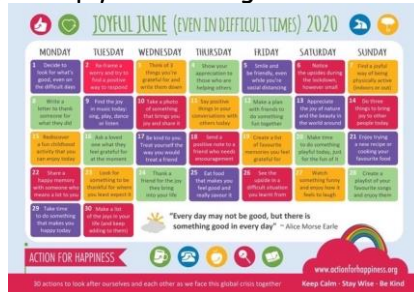 JOYFUL JUNE (EVEN IN DIFFICULT TIMES) 2020
MONDAY TUESDAY WEDNESDAY THURSDAY FRIDAY SATURDAY SUNDAY
1 Decide to
look for what's
good, even on
the difficult days
2 Re-frame a
worry and try to
find a positive
way to respond
3 Think of 3
things you're
grateful for and
write them down
4 Show your
appreciation to
those who are
helping others
5 Smile and
be friendly,
even while
you're
social distancing
6 Notice
the upsides
during the
lockdown,
however small
7 Find a joyful
way of being
physically active
(indoors or out)
8 Write a
letter to thank
someone for
what they did
9 Find the joy
in music today:
sing, play, dance
or listen
10 Take a photo
of something
that brings you
joy and share it
11 Say positive
things in your
conversations with
others today
12 Make a plan
with friends to
do something
fun together
13 Appreciate
the joy of nature
and the beauty in
the world around
14 Do three
things to bring
joy to other
people today
15 Rediscover
a fun childhood
activity that you
can enjoy today
16 Ask a loved
one what they
feel grateful for
at the moment
17 Be kind to you
Treat yourself the
way you would
treat a friend
18 Send a
positive note to a
friend who needs
encouragement
19 Create a list
of favourite
memories you feel
grateful for
20 Make time
to do something
playful today, just
for the fun of it
21 Enjoy trying
a new recipe or
cooking your
favourite food
22 Share a
happy memory
with someone who
means a lot to you
23 Look for
something to be
thankful for where
you least expect it
24 Thank a
friend for the joy
they bring
into your life
25 Eat food
that makes you
feel good and
really savour it
26 See the
upside in a
difficult situation
you learnt from
27 Watch
something funny
and enjoy how it
feels to laugh
28 Create a
playlist of your
favourite songs
and enjoy them
29 Take time
to do something
that makes you
happy today
30 Make a list
of the joys in your
life (and keep
adding to them)
"Every day may not be good, but there is
something good in every day" ~ Alice Morse Earle
ACTION FOR HAPPINESS
www.actionforhappiness.org
30 actions to look after ourselves and each other as we face this global crisis together
Keep Calm · Stay Wise · Be Kind